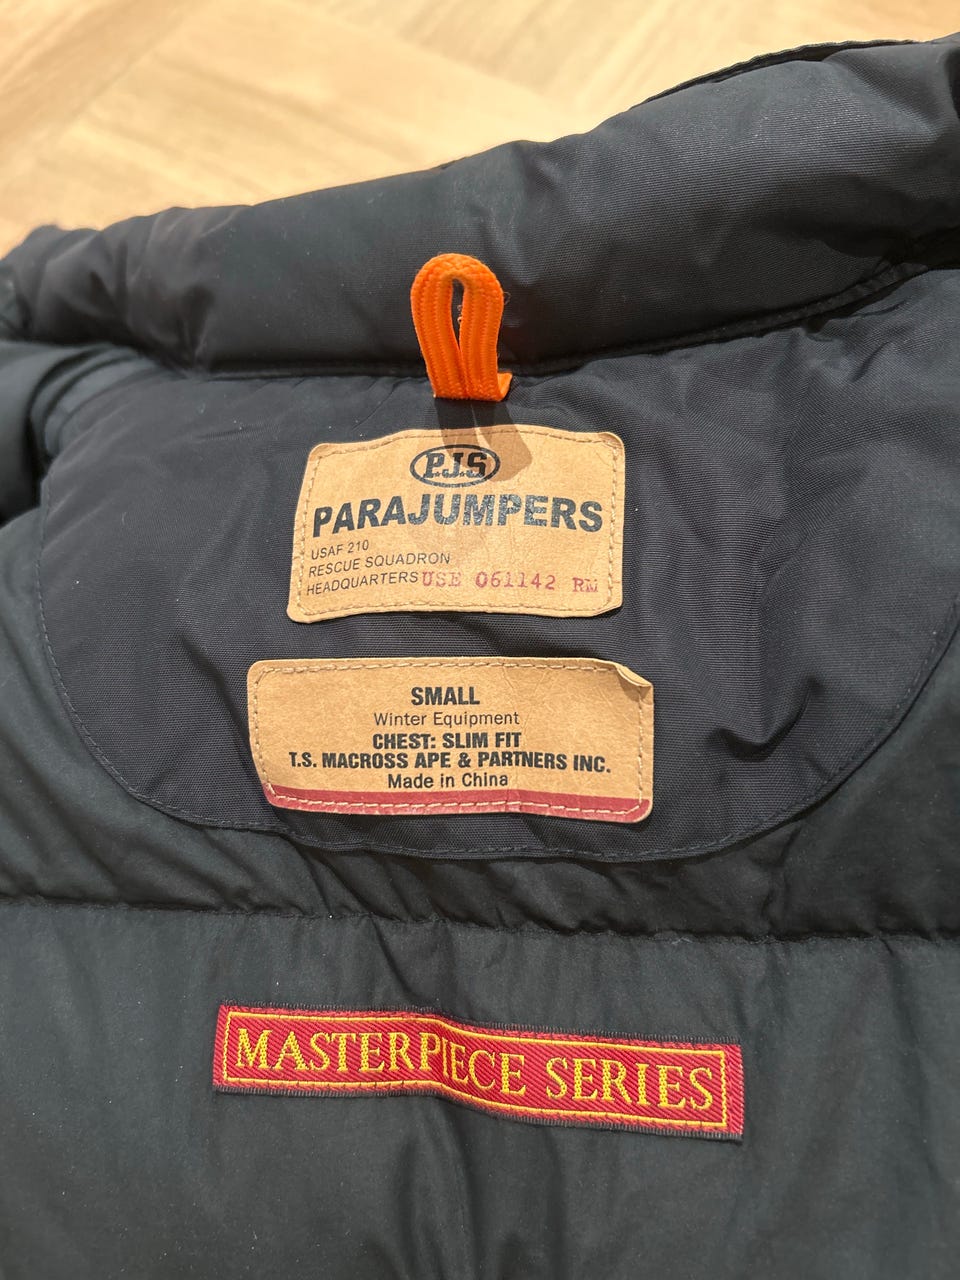 P.J.S
PARAJUMPERS
USAF 210
RESCUE SQUADRON
HEADQUARTERS USE 061142 RM
SMALL
Winter Equipment
CHEST: SLIM FIT
T.S. MACROSS APE & PARTNERS INC.
Made in China
MASTERPIECE SERIES